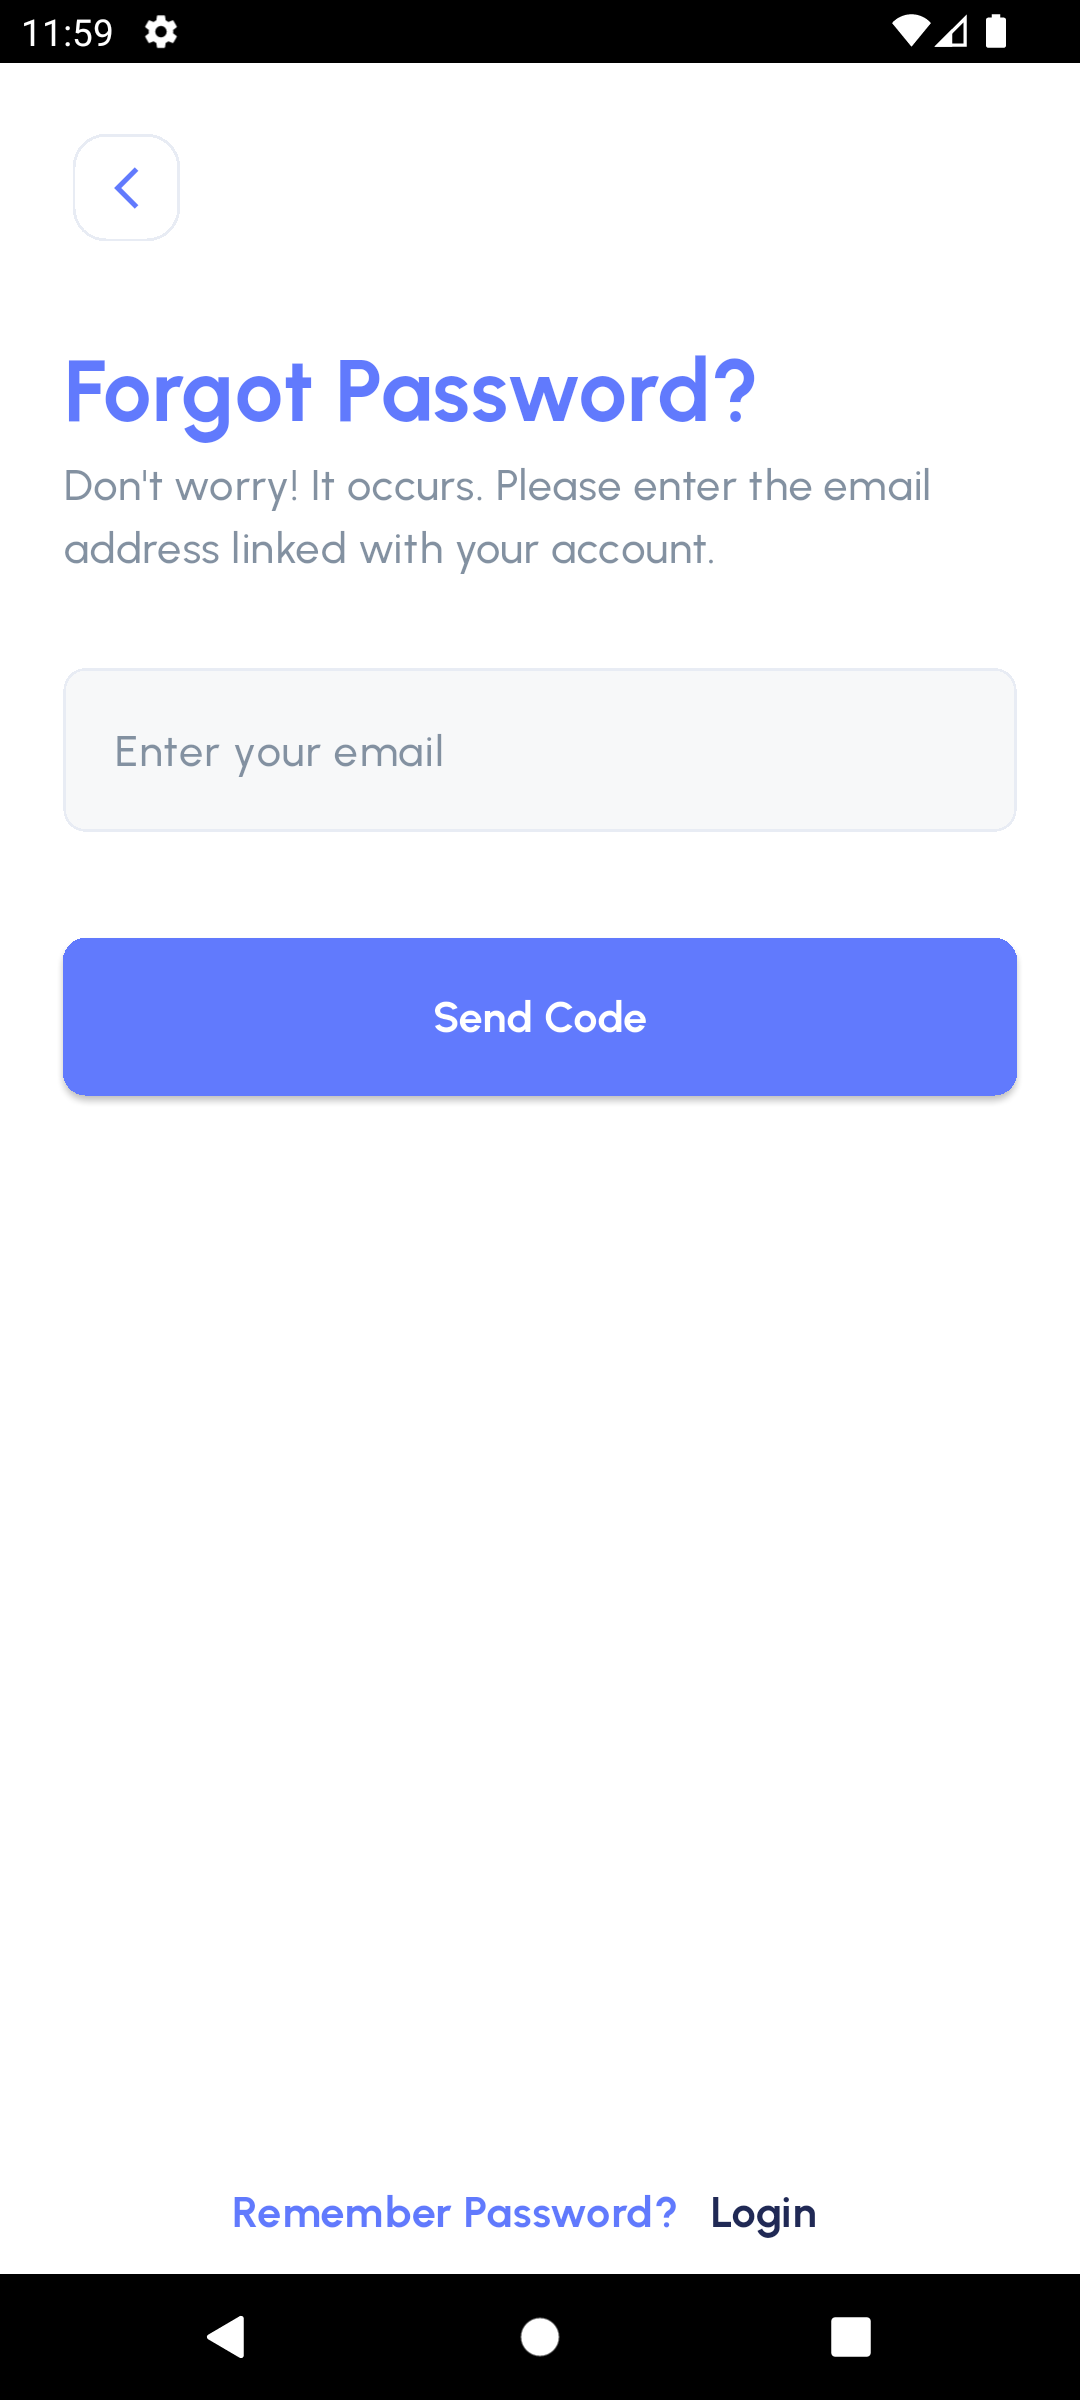 11:59
Forgot Password?
Don't worry! It occurs. Please enter the email
address linked with your account.
Enter your email
Send Code
Remember Password? Login